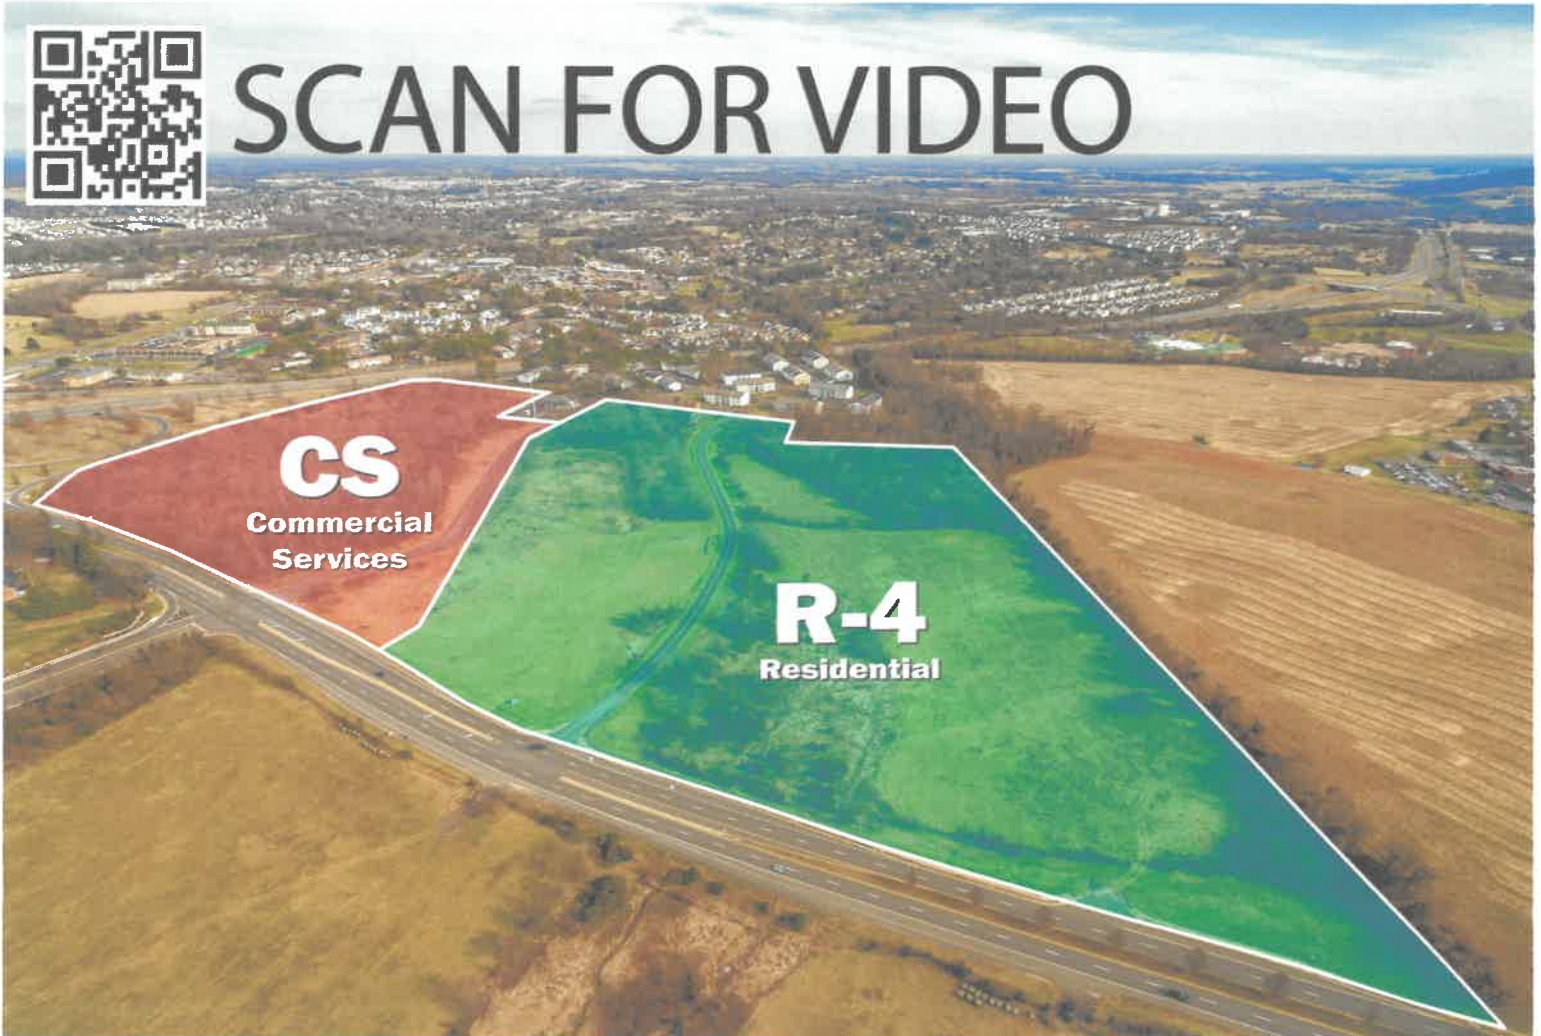 SCAN FOR VIDEO
CS
Commercial
Services
R-4
Residential